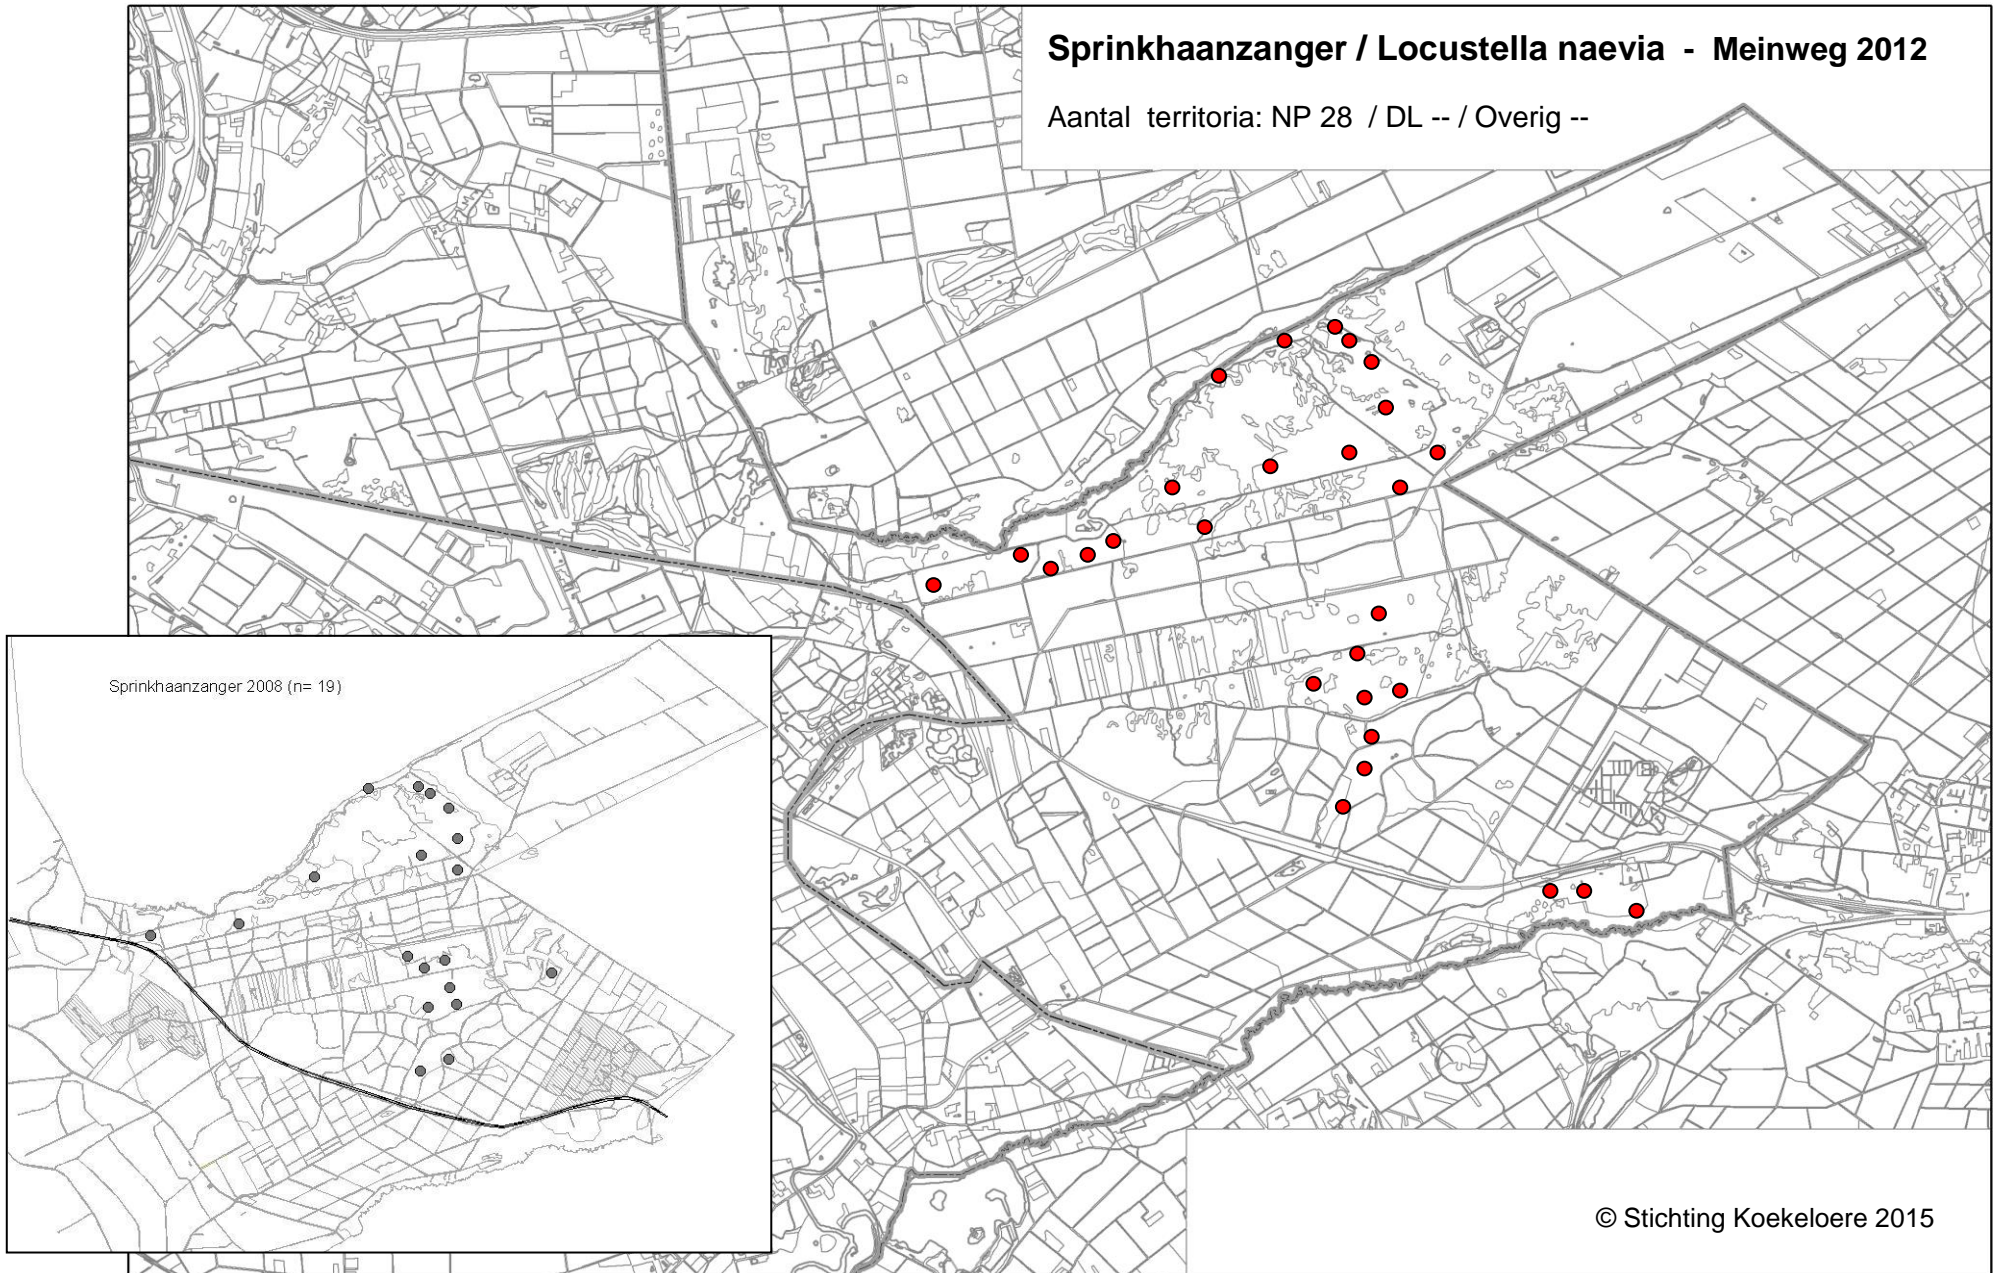 Sprinkhaanzanger / Locustella naevia - Meinweg 2012
Aantal territoria: NP 28 / DL -- / Overig --
Sprinkhaanzanger 2008 (n= 19)
© Stichting Koekeloere 2015